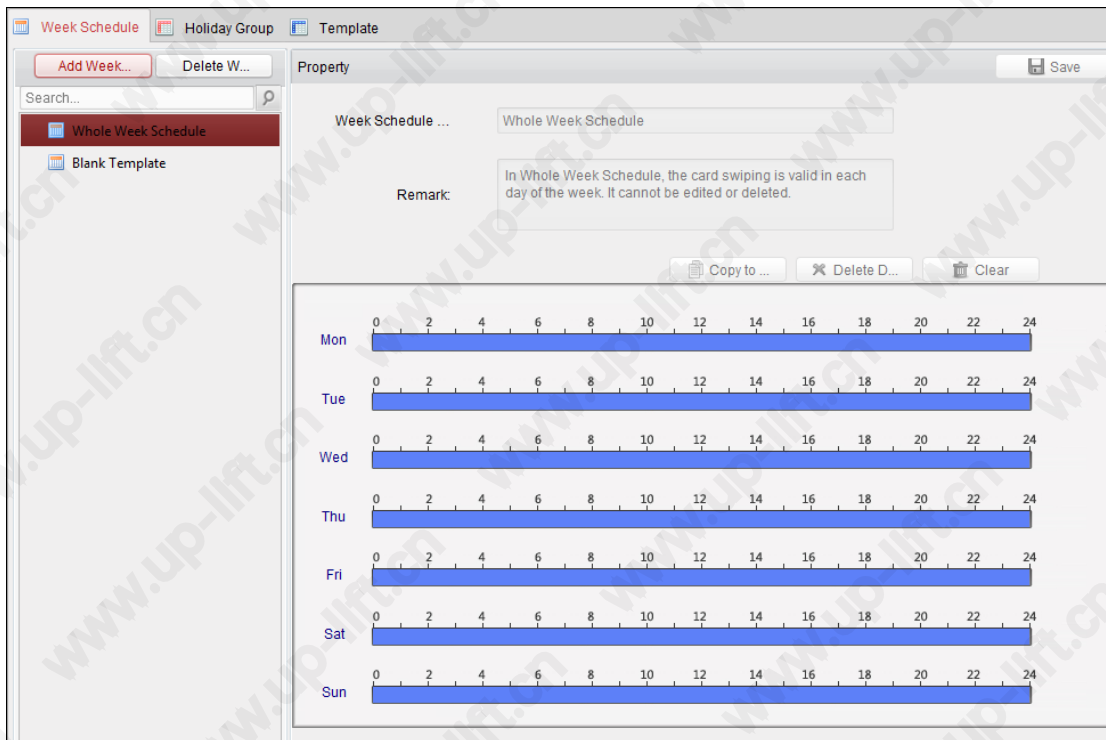 Week Schedule Holiday Group Template
Add Week... Delete W...
Property
Save
Search...
Whole Week Schedule
Blank Template
Week Schedule ... Whole Week Schedule
Remark: In Whole Week Schedule, the card swiping is valid in each
day of the week. It cannot be edited or deleted.
Copy to ... Delete D... Clear
0 2 4 6 8 10 12 14 16 18 20 22 24
Mon
0 2 4 6 8 10 12 14 16 18 20 22 24
Tue
0 2 4 6 8 10 12 14 16 18 20 22 24
Wed
0 2 4 6 8 10 12 14 16 18 20 22 24
Thu
0 2 4 6 8 10 12 14 16 18 20 22 24
Fri
0 2 4 6 8 10 12 14 16 18 20 22 24
Sat
0 2 4 6 8 10 12 14 16 18 20 22 24
Sun
www.up-lift.cn